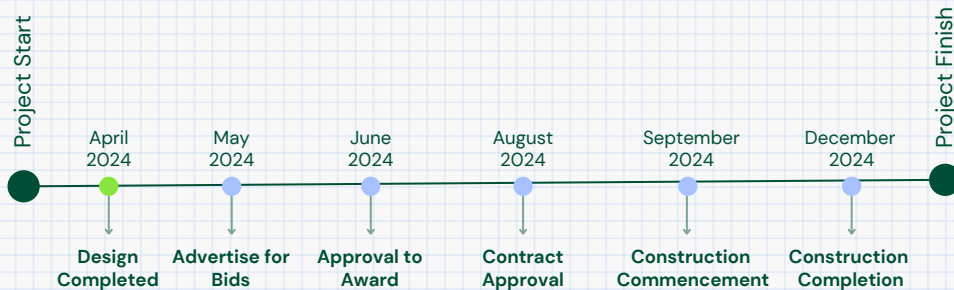 Project Start
April
2024
May
2024
June
2024
August
2024
September
2024
December
2024
Project Finish
Design
Completed
Advertise for
Bids
Approval to
Award
Contract
Approval
Construction
Commencement
Construction
Completion